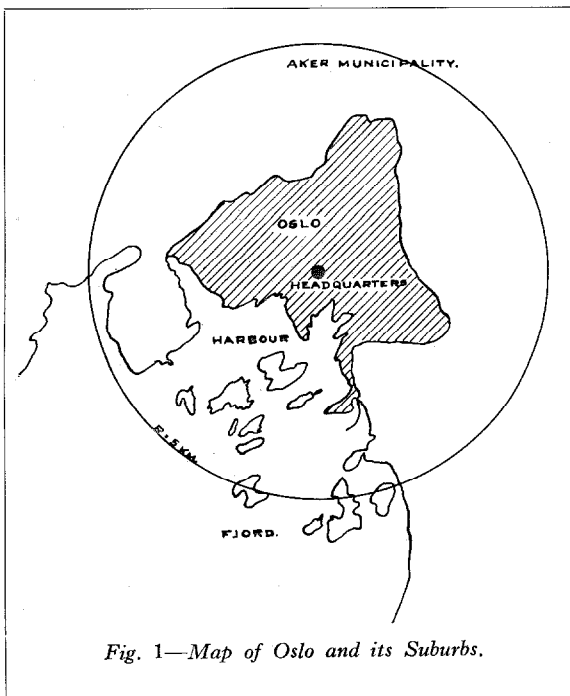 AKER MUNICIPALITY.
OSLO
HEADQUARTERS
HARBOUR
R. 5 KM.
FJORD.
Fig. 1—Map of Oslo and its Suburbs.